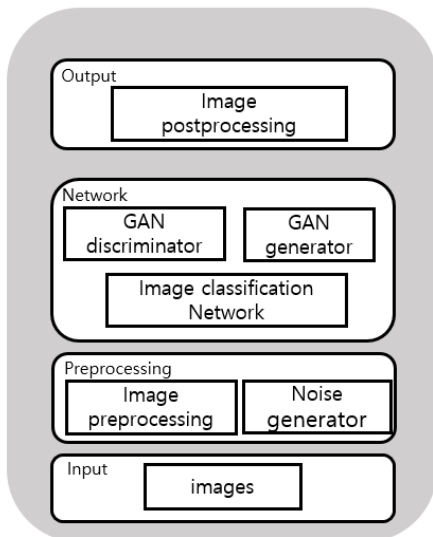 Output
Image
postprocessing
Network
GAN
discriminator
GAN
generator
Image classification
Network
Preprocessing
Image
preprocessing
Noise
generator
Input
images